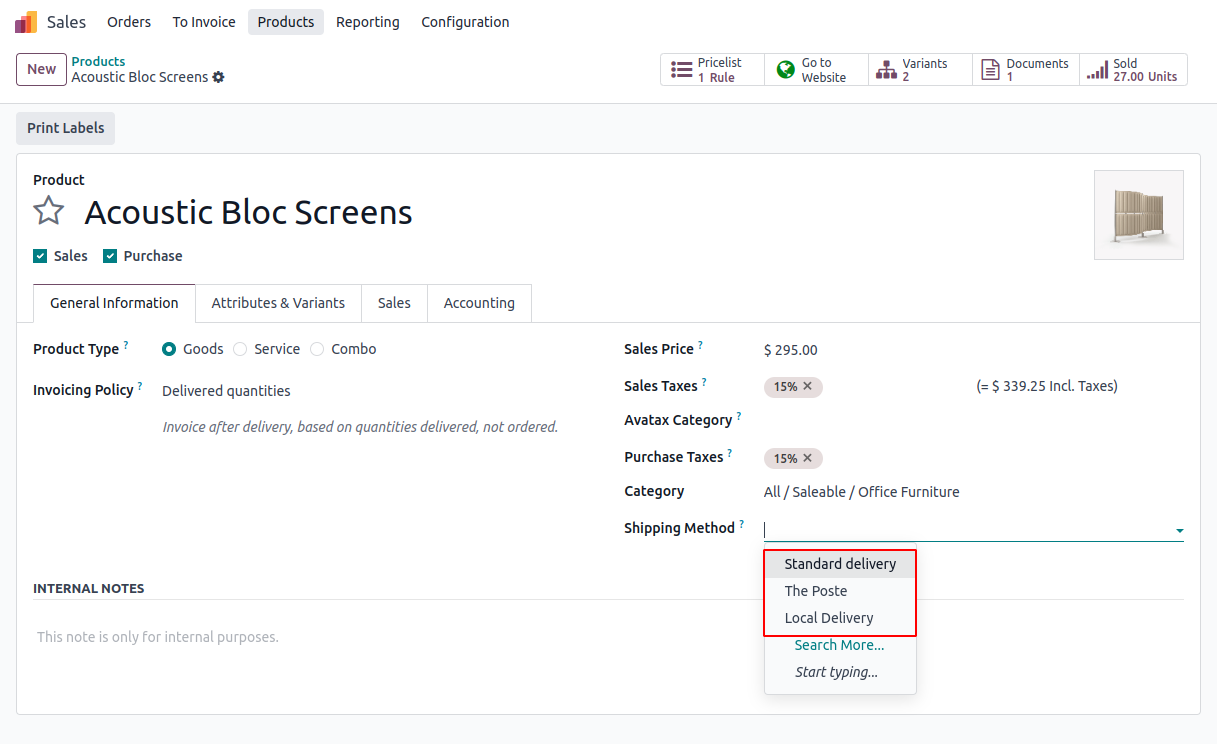 Sales Orders To Invoice Products Reporting Configuration
New
Products
Acoustic Bloc Screens
Pricelist
1 Rule
Go to
Website
Variants
2
Documents
1
Sold
27.00 Units
Print Labels
Product
Acoustic Bloc Screens
Sales Purchase
General Information Attributes & Variants Sales Accounting
Product Type ? Goods Service Combo
Invoicing Policy ? Delivered quantities
Invoice after delivery, based on quantities delivered, not ordered.
Sales Price ? $ 295.00
Sales Taxes ? 15% × (= $ 339.25 Incl. Taxes)
Avatax Category ?
Purchase Taxes ? 15% ×
Category All / Saleable / Office Furniture
Shipping Method ?
Standard delivery
The Poste
Local Delivery
Search More...
Start typing...
INTERNAL NOTES
This note is only for internal purposes.